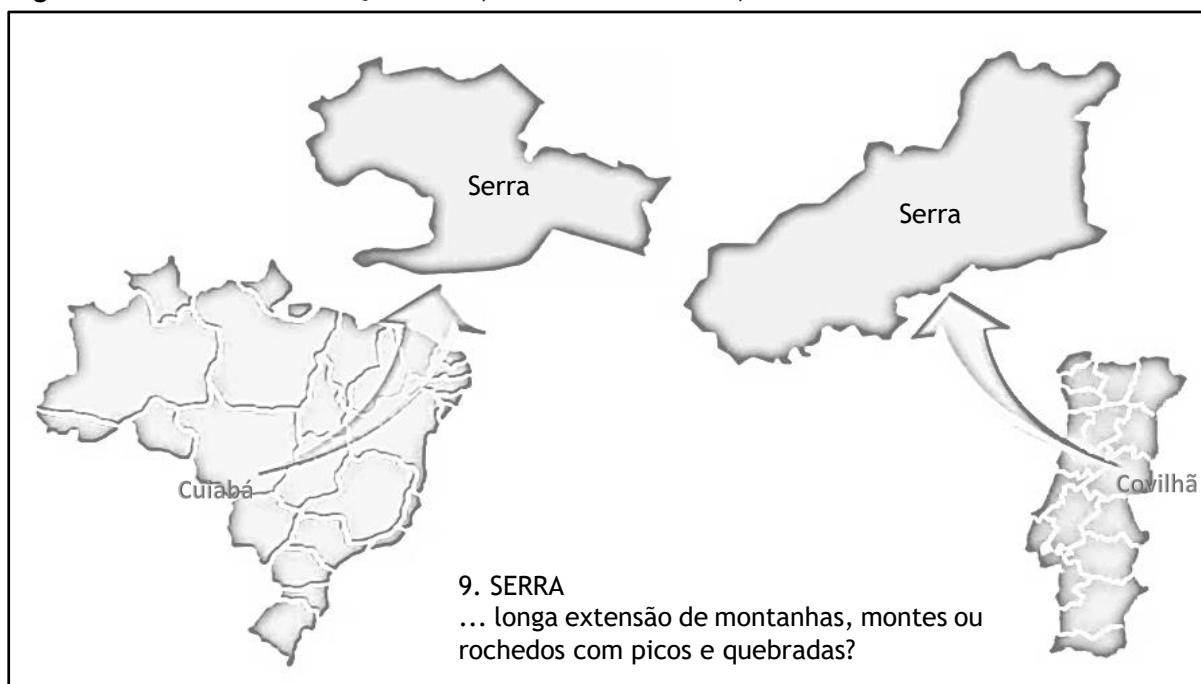 Serra
Serra
Cuiabá
Covilhã
9. SERRA
... longa extensão de montanhas, montes ou
rochedos com picos e quebradas?